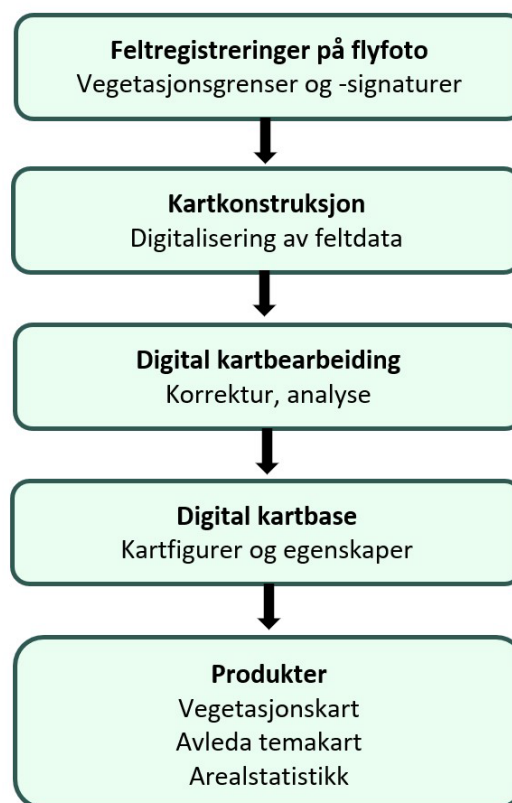 Feltregistreringer på flyfoto
Vegetasjonsgrenser og -signaturer
Kartkonstruksjon
Digitalisering av feltdata
Digital kartbearbeiding
Korrektur, analyse
Digital kartbase
Kartfigurer og egenskaper
Produkter
Vegetasjonskart
Avleda temakart
Arealstatistikk